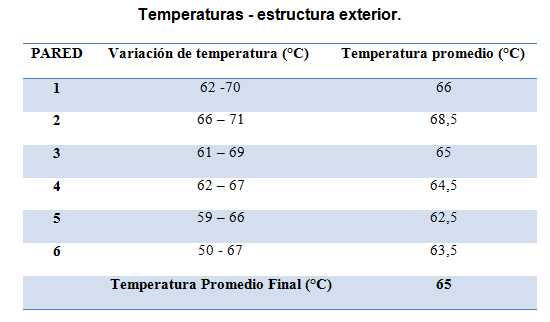 Temperaturas - estructura exterior.
PARED Variación de temperatura (°C) Temperatura promedio (°C)
1 62 -70 66
2 66 – 71 68,5
3 61 – 69 65
4 62 – 67 64,5
5 59 – 66 62,5
6 50 - 67 63,5
Temperatura Promedio Final (°C) 65